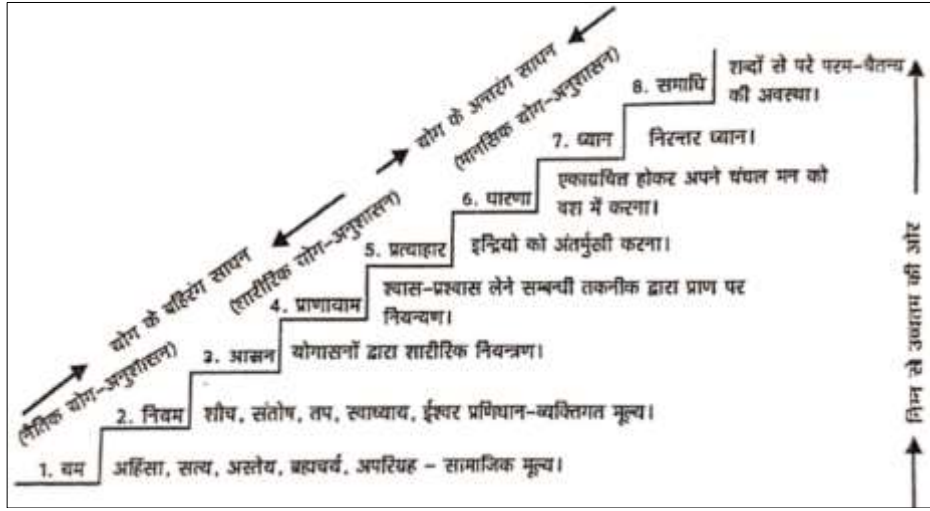 योग के अन्तरंग साधन
(मानसिक योग-अनुशासन)
योग के बहिरंग साधन
(शारीरिक योग-अनुशासन)
(नैतिक योग-अनुशासन)
8. समाधि
शब्दों से परे परम-चैतन्य
की अवस्था।
7. ध्यान
निरन्तर ध्यान।
6. धारणा
एकाग्रचित्त होकर अपने चंचल मन को
वश में करना।
5. प्रत्याहार
इन्द्रियो को अंतर्मुखी करना।
4. प्राणायाम
श्वास-प्रश्वास लेने सम्बन्धी तकनीक द्वारा प्राण पर
नियन्त्रण।
3. आसन
योगासनों द्वारा शारीरिक नियन्त्रण।
2. नियम
शौच, संतोष, तप, स्वाध्याय, ईश्वर प्रणिधान-व्यक्तिगत मूल्य।
1. यम
अहिंसा, सत्य, अस्तेय, ब्रह्मचर्य, अपरिग्रह - सामाजिक मूल्य।
निम्न से उच्चतम की ओर